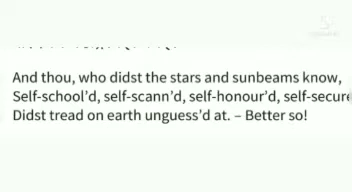 And thou, who didst the stars and sunbeams know,
Self-school’d, self-scann’d, self-honour’d, self-secure
Didst tread on earth unguess’d at. – Better so!